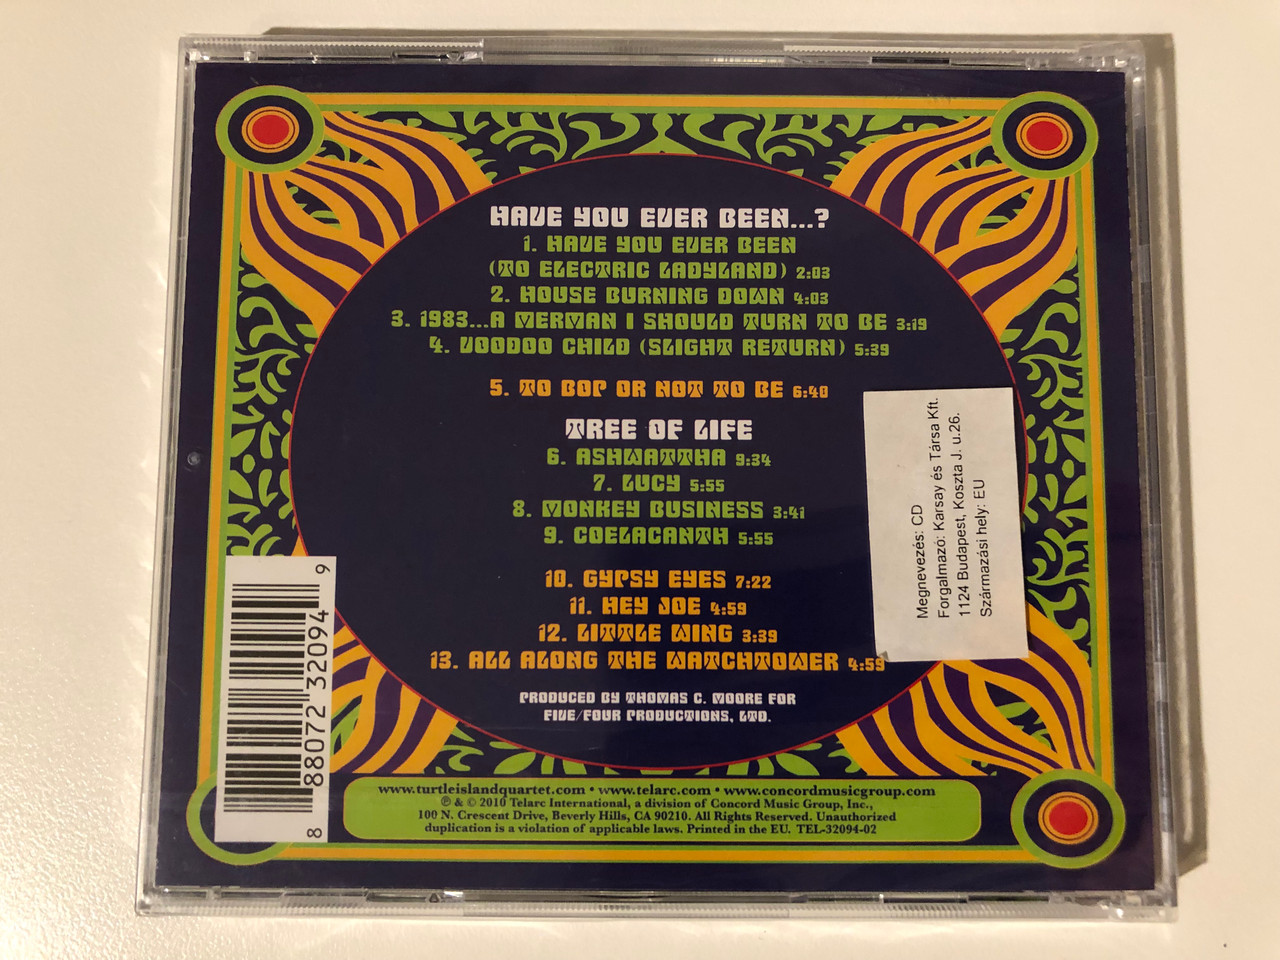 HAVE YOU EVER BEEN...?
1. HAVE YOU EVER BEEN
(TO ELECTRIC LADYLAND) 2:03
2. HOUSE BURNING DOWN 4:03
3. 1983...A MERMAN I SHOULD TURN TO BE 3:19
4. VOODOO CHILD (SLIGHT RETURN) 5:39
5. TO BOP OR NOT TO BE 6:40
TREE OF LIFE
6. ASHWATTHA 9:34
7. LUCY 5:55
8. MONKEY BUSINESS 3:41
9. COELACANTH 5:55
10. GYPSY EYES 7:22
11. HEY JOE 4:59
12. LITTLE WING 3:39
13. ALL ALONG THE WATCHTOWER 4:59
PRODUCED BY THOMAS C. MOORE FOR
FIVE/FOUR PRODUCTIONS, LTD.
www.turtleislandquartet.com • www.telarc.com • www.concordmusicgroup.com
℗ & © 2010 Telarc International, a division of Concord Music Group, Inc.,
100 N. Crescent Drive, Beverly Hills, CA 90210. All Rights Reserved. Unauthorized
duplication is a violation of applicable laws. Printed in the EU. TEL-32094-02
8 88072 32094 9
Megnevezés: CD
Forgalmazó: Karsay és Társa Kft.
1124 Budapest, Koszta J. u.26.
Származási hely: EU